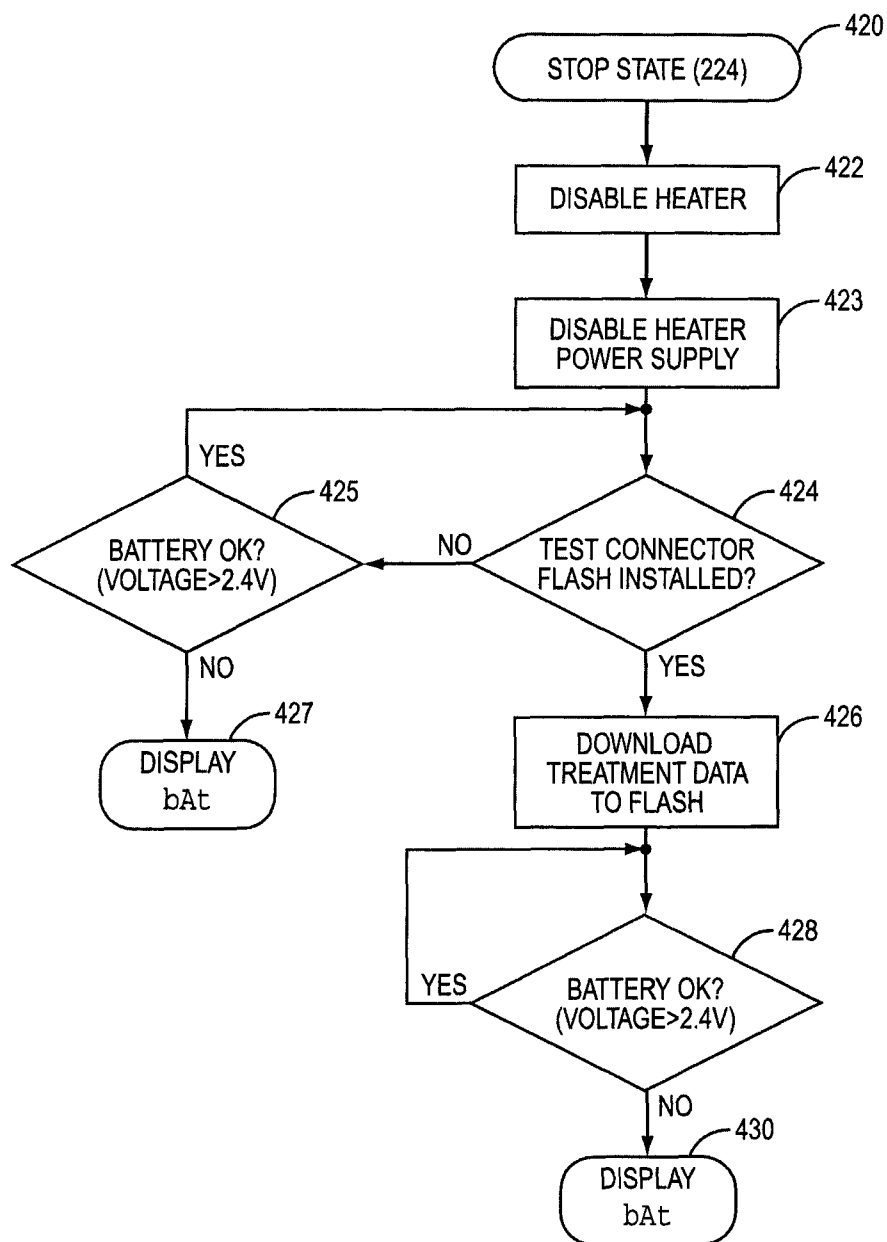 420
STOP STATE (224)
422
DISABLE HEATER
423
DISABLE HEATER
POWER SUPPLY
YES
425
424
BATTERY OK?
(VOLTAGE>2.4V)
NO
TEST CONNECTOR
FLASH INSTALLED?
NO
YES
427
426
DISPLAY
bAt
DOWNLOAD
TREATMENT DATA
TO FLASH
428
YES
BATTERY OK?
(VOLTAGE>2.4V)
NO
430
DISPLAY
bAt